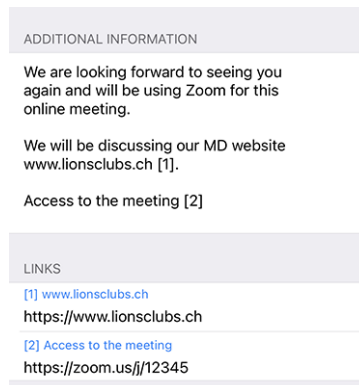 ADDITIONAL INFORMATION
We are looking forward to seeing you
again and will be using Zoom for this
online meeting.
We will be discussing our MD website
www.lionsclubs.ch [1].
Access to the meeting [2]
LINKS
[1] www.lionsclubs.ch
https://www.lionsclubs.ch
[2] Access to the meeting
https://zoom.us/j/12345